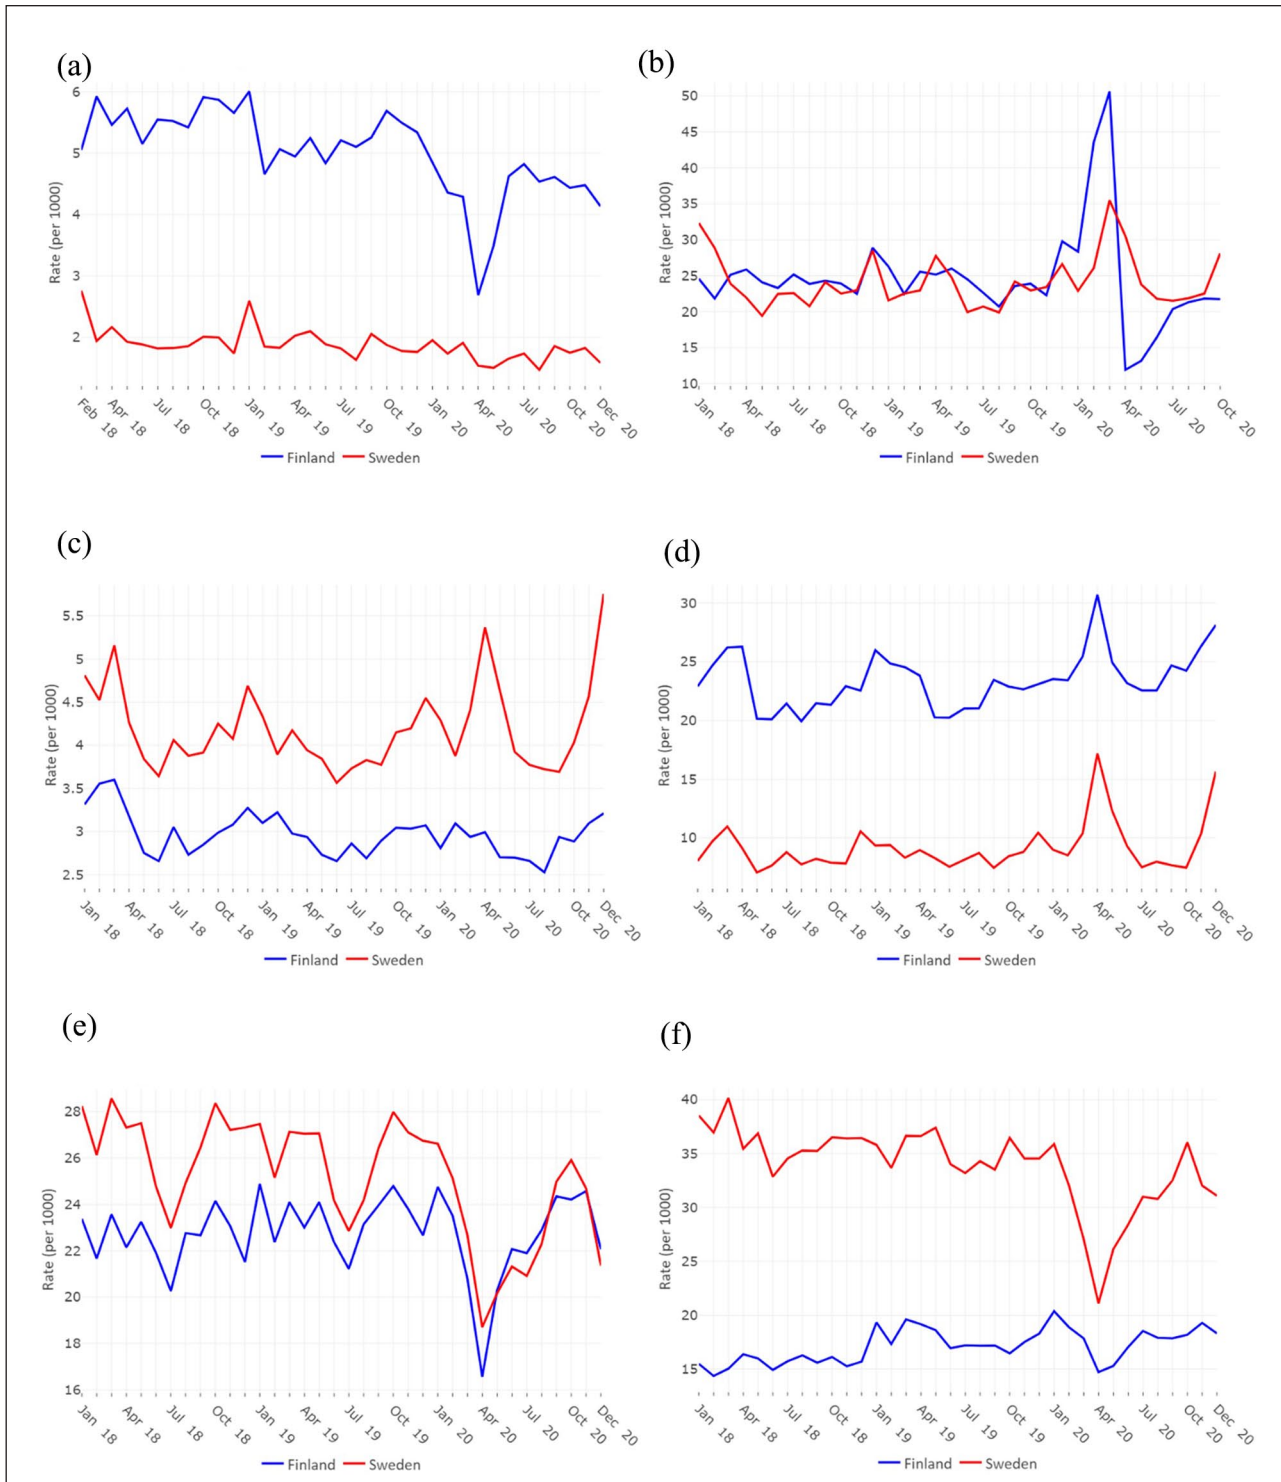 (a)
6
5
4
3
2
Rate (per 1000)
Feb 18
Apr 18
Jul 18
Oct 18
Jan 19
Apr 19
Jul 19
Oct 19
Jan 20
Apr 20
Jul 20
Oct 20
Dec 20
Finland Sweden
(b)
50
45
40
35
30
25
20
15
10
Rate (per 1000)
Jan 18
Apr 18
Jul 18
Oct 18
Jan 19
Apr 19
Jul 19
Oct 19
Jan 20
Apr 20
Jul 20
Oct 20
Finland Sweden
(c)
5.5
5
4.5
4
3.5
3
2.5
Rate (per 1000)
Jan 18
Apr 18
Jul 18
Oct 18
Jan 19
Apr 19
Jul 19
Oct 19
Jan 20
Apr 20
Jul 20
Oct 20
Dec 20
Finland Sweden
(d)
30
25
20
15
10
Rate (per 1000)
Jan 18
Apr 18
Jul 18
Oct 18
Jan 19
Apr 19
Jul 19
Oct 19
Jan 20
Apr 20
Jul 20
Oct 20
Dec 20
Finland Sweden
(e)
28
26
24
22
20
18
16
Rate (per 1000)
Jan 18
Apr 18
Jul 18
Oct 18
Jan 19
Apr 19
Jul 19
Oct 19
Jan 20
Apr 20
Jul 20
Oct 20
Dec 20
Finland Sweden
(f)
40
35
30
25
20
15
Rate (per 1000)
Jan 18
Apr 18
Jul 18
Oct 18
Jan 19
Apr 19
Jul 19
Oct 19
Jan 20
Apr 20
Jul 20
Oct 20
Dec 20
Finland Sweden